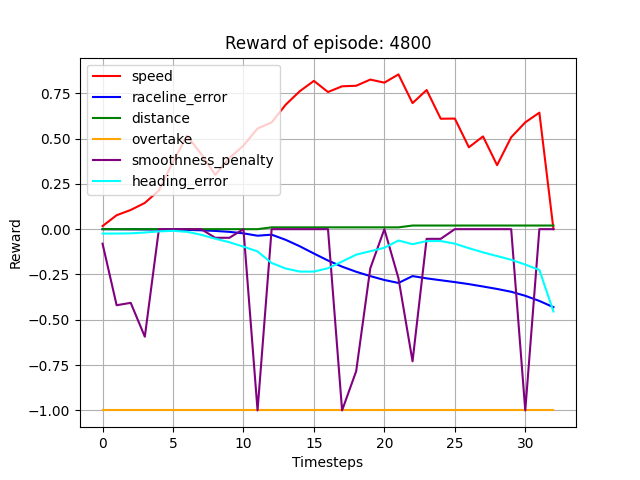 Reward of episode: 4800
speed
raceline_error
distance
overtake
smoothness_penalty
heading_error
0.75
0.50
0.25
0.00
−0.25
−0.50
−0.75
−1.00
Reward
0 5 10 15 20 25 30
Timesteps